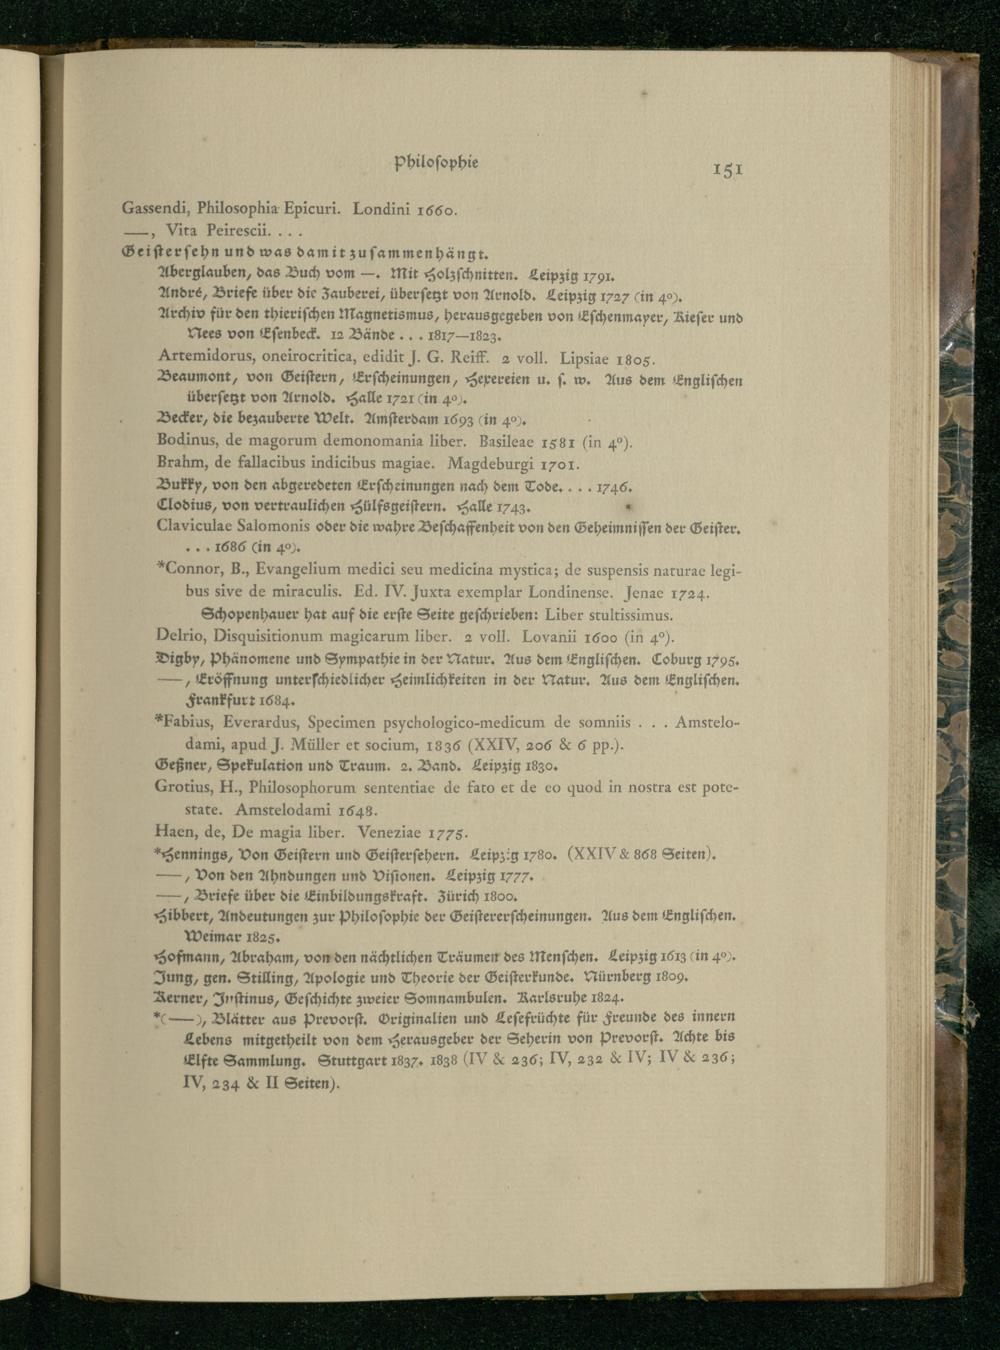 Philosophie
151
Gassendi, Philosophia Epicuri. Londini 1660.
—, Vita Peirescii. . . .
Geistersehn und was damit zusammenhängt.
Aberglauben, das Buch vom —. Mit Holzschnitten. Leipzig 1791.
André, Briefe über die Zauberei, übersetzt von Arnold. Leipzig 1727 (in 4⁰).
Archiv für den thierischen Magnetismus, herausgegeben von Eschenmayer, Kieser und
Nees von Esenbeck. 12 Bände . . . 1817—1823.
Artemidorus, oneirocritica, edidit J. G. Reiff. 2 voll. Lipsiae 1805.
Beaumont, von Geistern, Erscheinungen, Hexereien u. s. w. Aus dem Englischen
übersetzt von Arnold. Halle 1721 (in 4⁰).
Becker, die bezauberte Welt. Amsterdam 1693 (in 4⁰).
Bodinus, de magorum demonomania liber. Basileae 1581 (in 4⁰).
Brahm, de fallacibus indicibus magiae. Magdeburgi 1701.
Bukky, von den abgeredeten Erscheinungen nach dem Tode. . . . 1746.
Clodius, von vertraulichen Hülfsgeistern. Halle 1743.
Claviculae Salomonis oder die wahre Beschaffenheit von den Geheimnissen der Geister.
. . . 1686 (in 4⁰).
*Connor, B., Evangelium medici seu medicina mystica; de suspensis naturae legi-
bus sive de miraculis. Ed. IV. Juxta exemplar Londinense. Jenae 1724.
Schopenhauer hat auf die erste Seite geschrieben: Liber stultissimus.
Delrio, Disquisitionum magicarum liber. 2 voll. Lovanii 1600 (in 4⁰).
Digby, Phänomene und Sympathie in der Natur. Aus dem Englischen. Coburg 1795.
—, Eröffnung unterschiedlicher Heimlichkeiten in der Natur. Aus dem Englischen.
Frankfurt 1684.
*Fabius, Everardus, Specimen psychologico-medicum de somniis . . . Amstelo-
dami, apud J. Müller et socium, 1836 (XXIV, 206 & 6 pp.).
Geßner, Spekulation und Traum. 2. Band. Leipzig 1830.
Grotius, H., Philosophorum sententiae de fato et de eo quod in nostra est pote-
state. Amstelodami 1648.
Haen, de, De magia liber. Veneziae 1775.
*Hennings, Von Geistern und Geistersehern. Leipzig 1780. (XXIV & 868 Seiten).
—, Von den Ahndungen und Visionen. Leipzig 1777.
—, Briefe über die Einbildungskraft. Zürich 1800.
Hibbert, Andeutungen zur Philosophie der Geistererscheinungen. Aus dem Englischen.
Weimar 1825.
Hofmann, Abraham, von den nächtlichen Träumen des Menschen. Leipzig 1613 (in 4⁰).
Jung, gen. Stilling, Apologie und Theorie der Geisterkunde. Nürnberg 1809.
Kerner, Justinus, Geschichte zweier Somnambulen. Karlsruhe 1824.
*(—), Blätter aus Prevorst. Originalien und Lesefrüchte für Freunde des innern
Lebens mitgetheilt von dem Herausgeber der Seherin von Prevorst. Achte bis
Elfte Sammlung. Stuttgart 1837. 1838 (IV & 236; IV, 232 & IV; IV & 236;
IV, 234 & II Seiten).